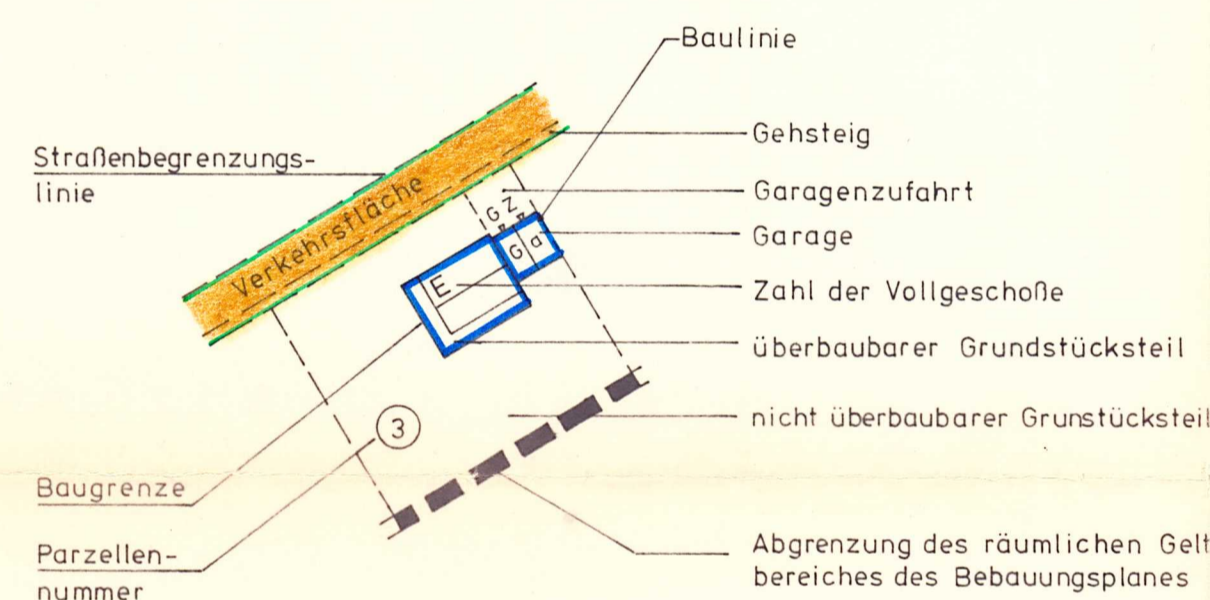 Baulinie
Gehsteig
Straßenbegrenzungs-
linie
Verkehrsfläche
Garagenzufahrt
GZ
Garage
Ga
E
Zahl der Vollgeschoße
überbaubarer Grundstücksteil
nicht überbaubarer Grunstücksteil
3
Baugrenze
Parzellen-
nummer
Abgrenzung des räumlichen Gelt
bereiches des Bebauungsplanes